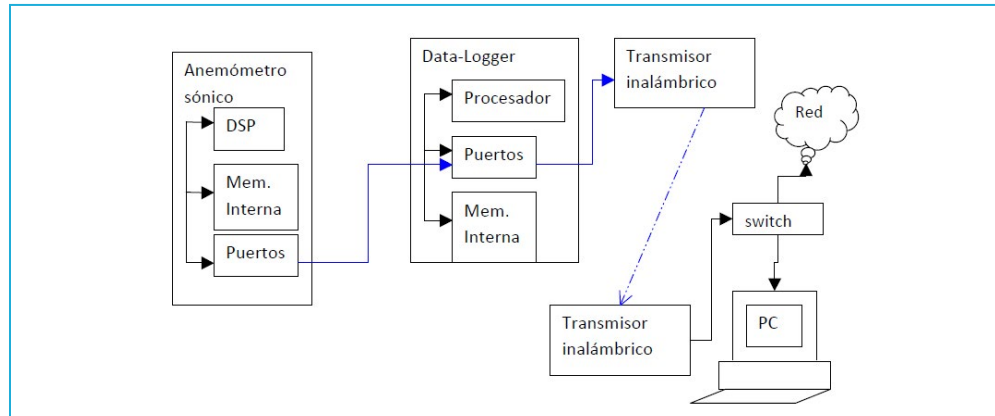 Anemómetro
sónico
DSP
Mem.
Interna
Puertos
Data-Logger
Procesador
Puertos
Mem.
Interna
Transmisor
inalámbrico
Red
switch
Transmisor
inalámbrico
PC